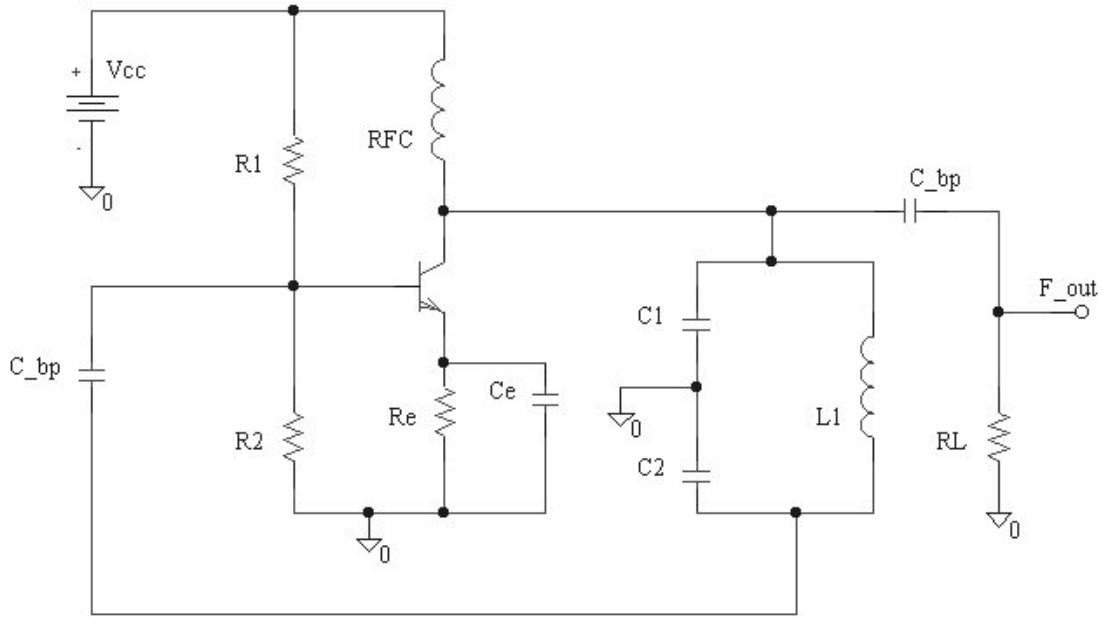 +
Vcc
-
0
R1
RFC
C_bp
F_out
C1
C_bp
Ce
0
Re
L1
R2
C2
RL
0
0